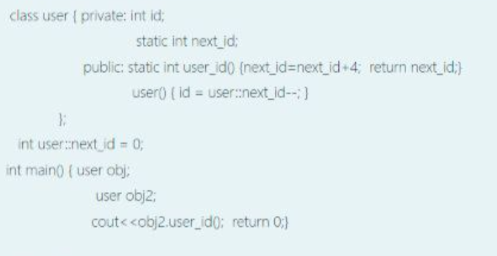 class user { private: int id;
static int next_id;
public: static int user_id() {next_id=next_id+4; return next_id;}
user() { id = user::next_id--; }
};
int user::next_id = 0;
int main() { user obj;
user obj2;
cout<<obj2.user_id(); return 0;}